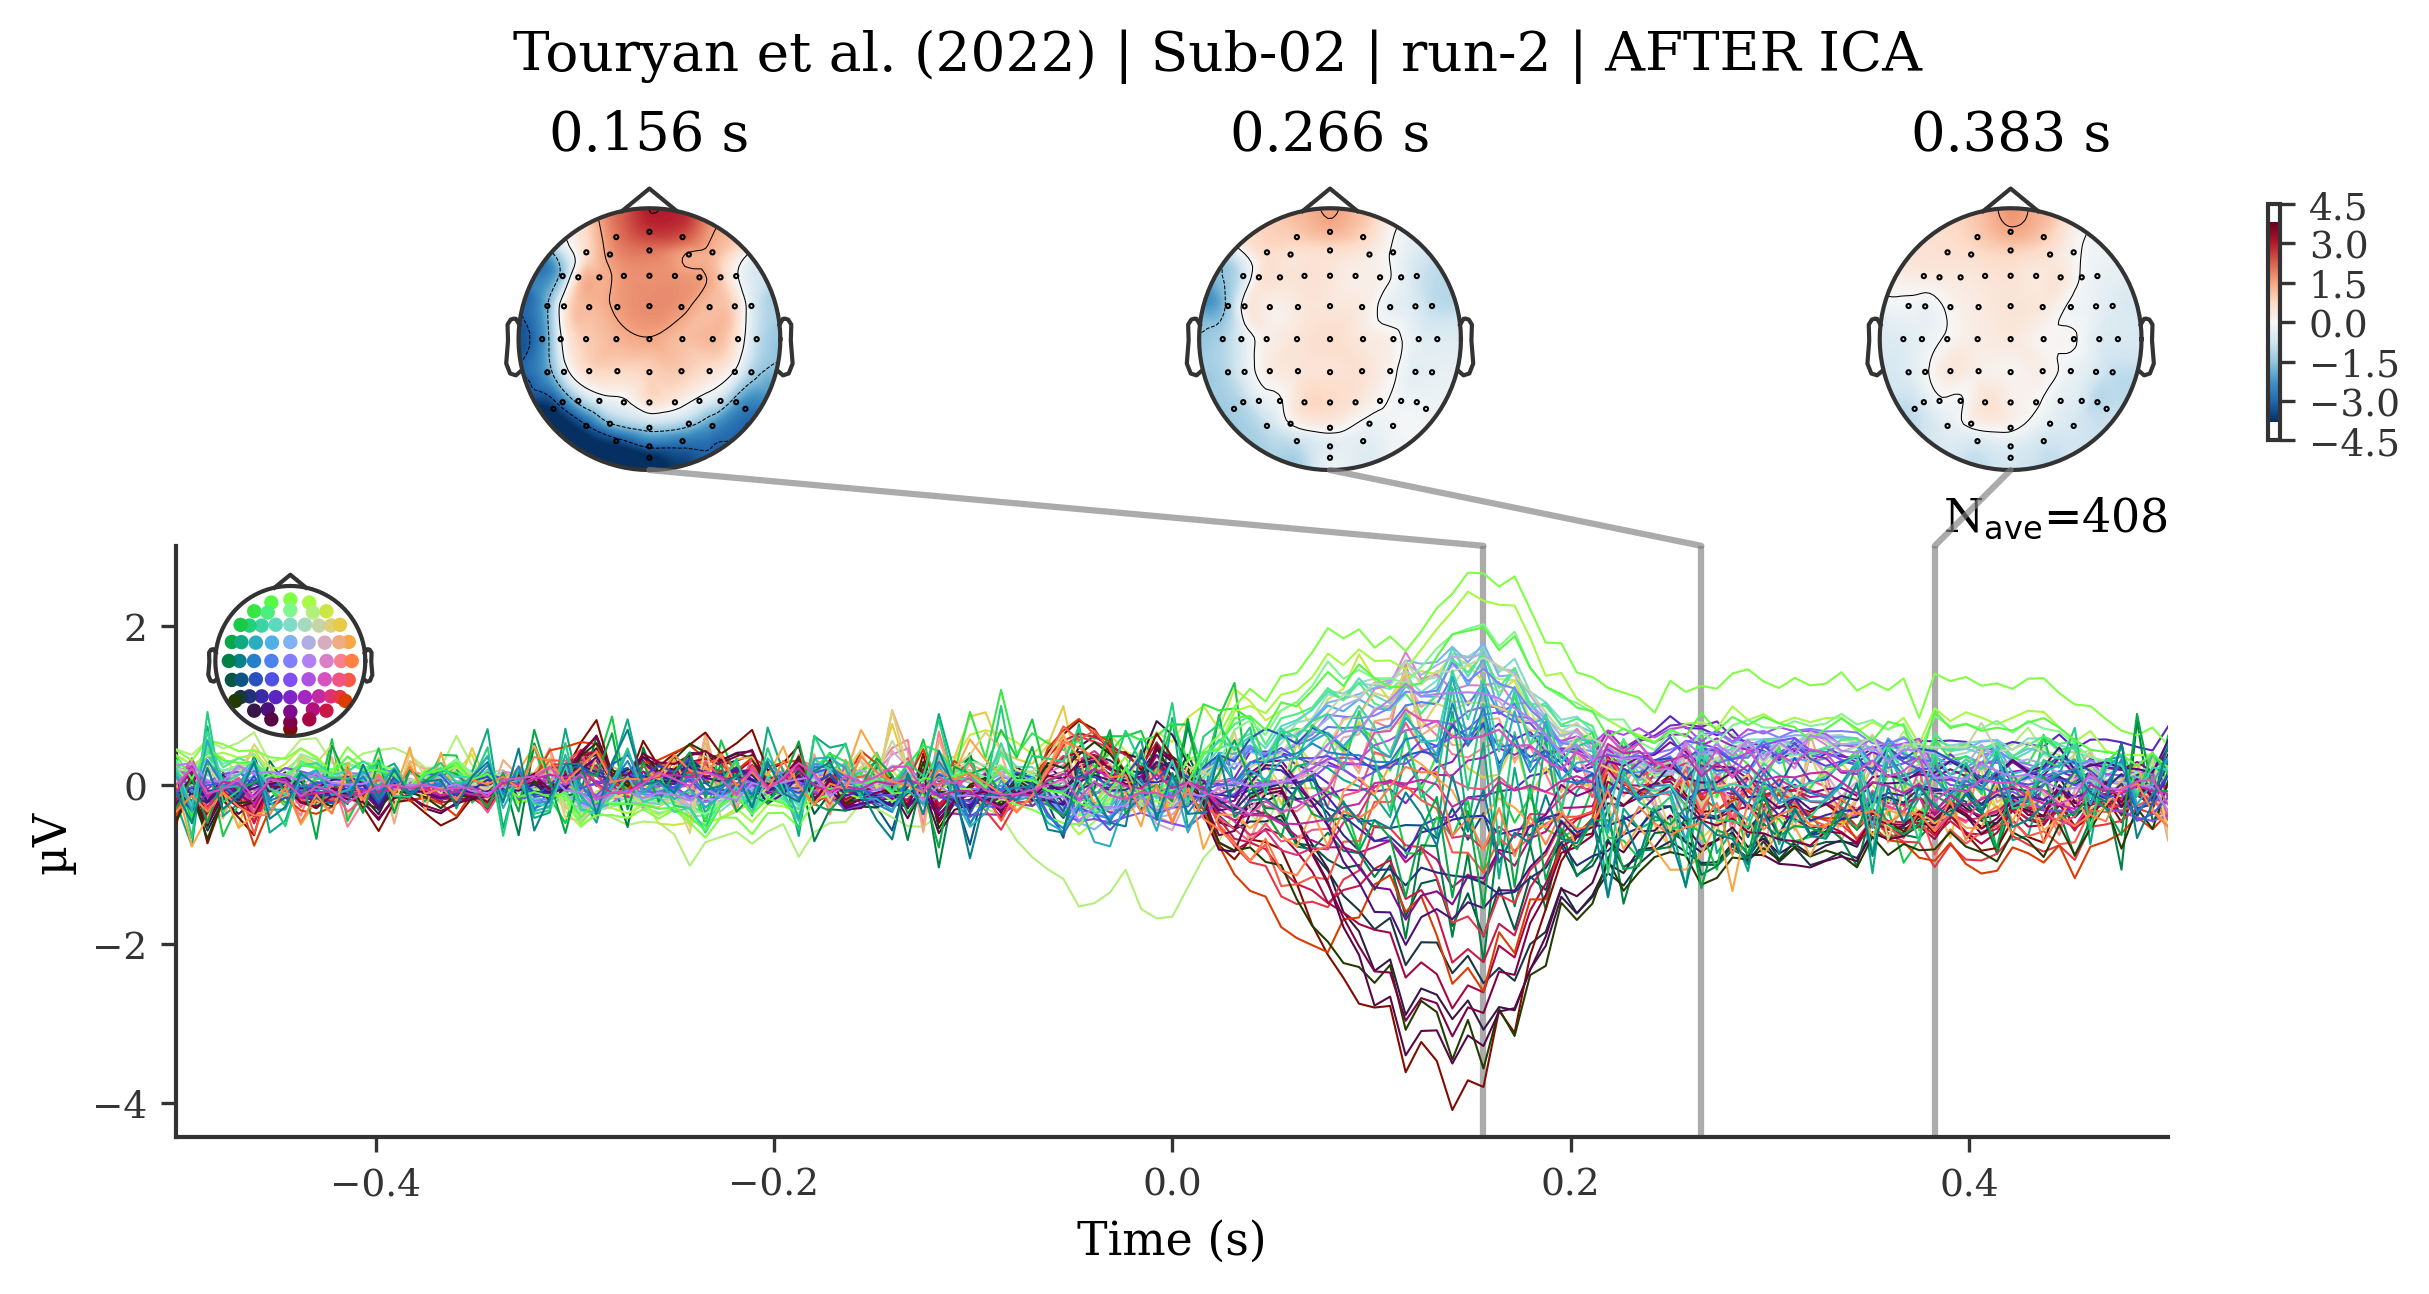 Touryan et al. (2022) | Sub-02 | run-2 | AFTER ICA
0.156 s
0.266 s
0.383 s
4.5
3.0
1.5
0.0
−1.5
−3.0
−4.5
Nave=408
2
0
−2
−4
µV
−0.4
−0.2
0.0
0.2
0.4
Time (s)